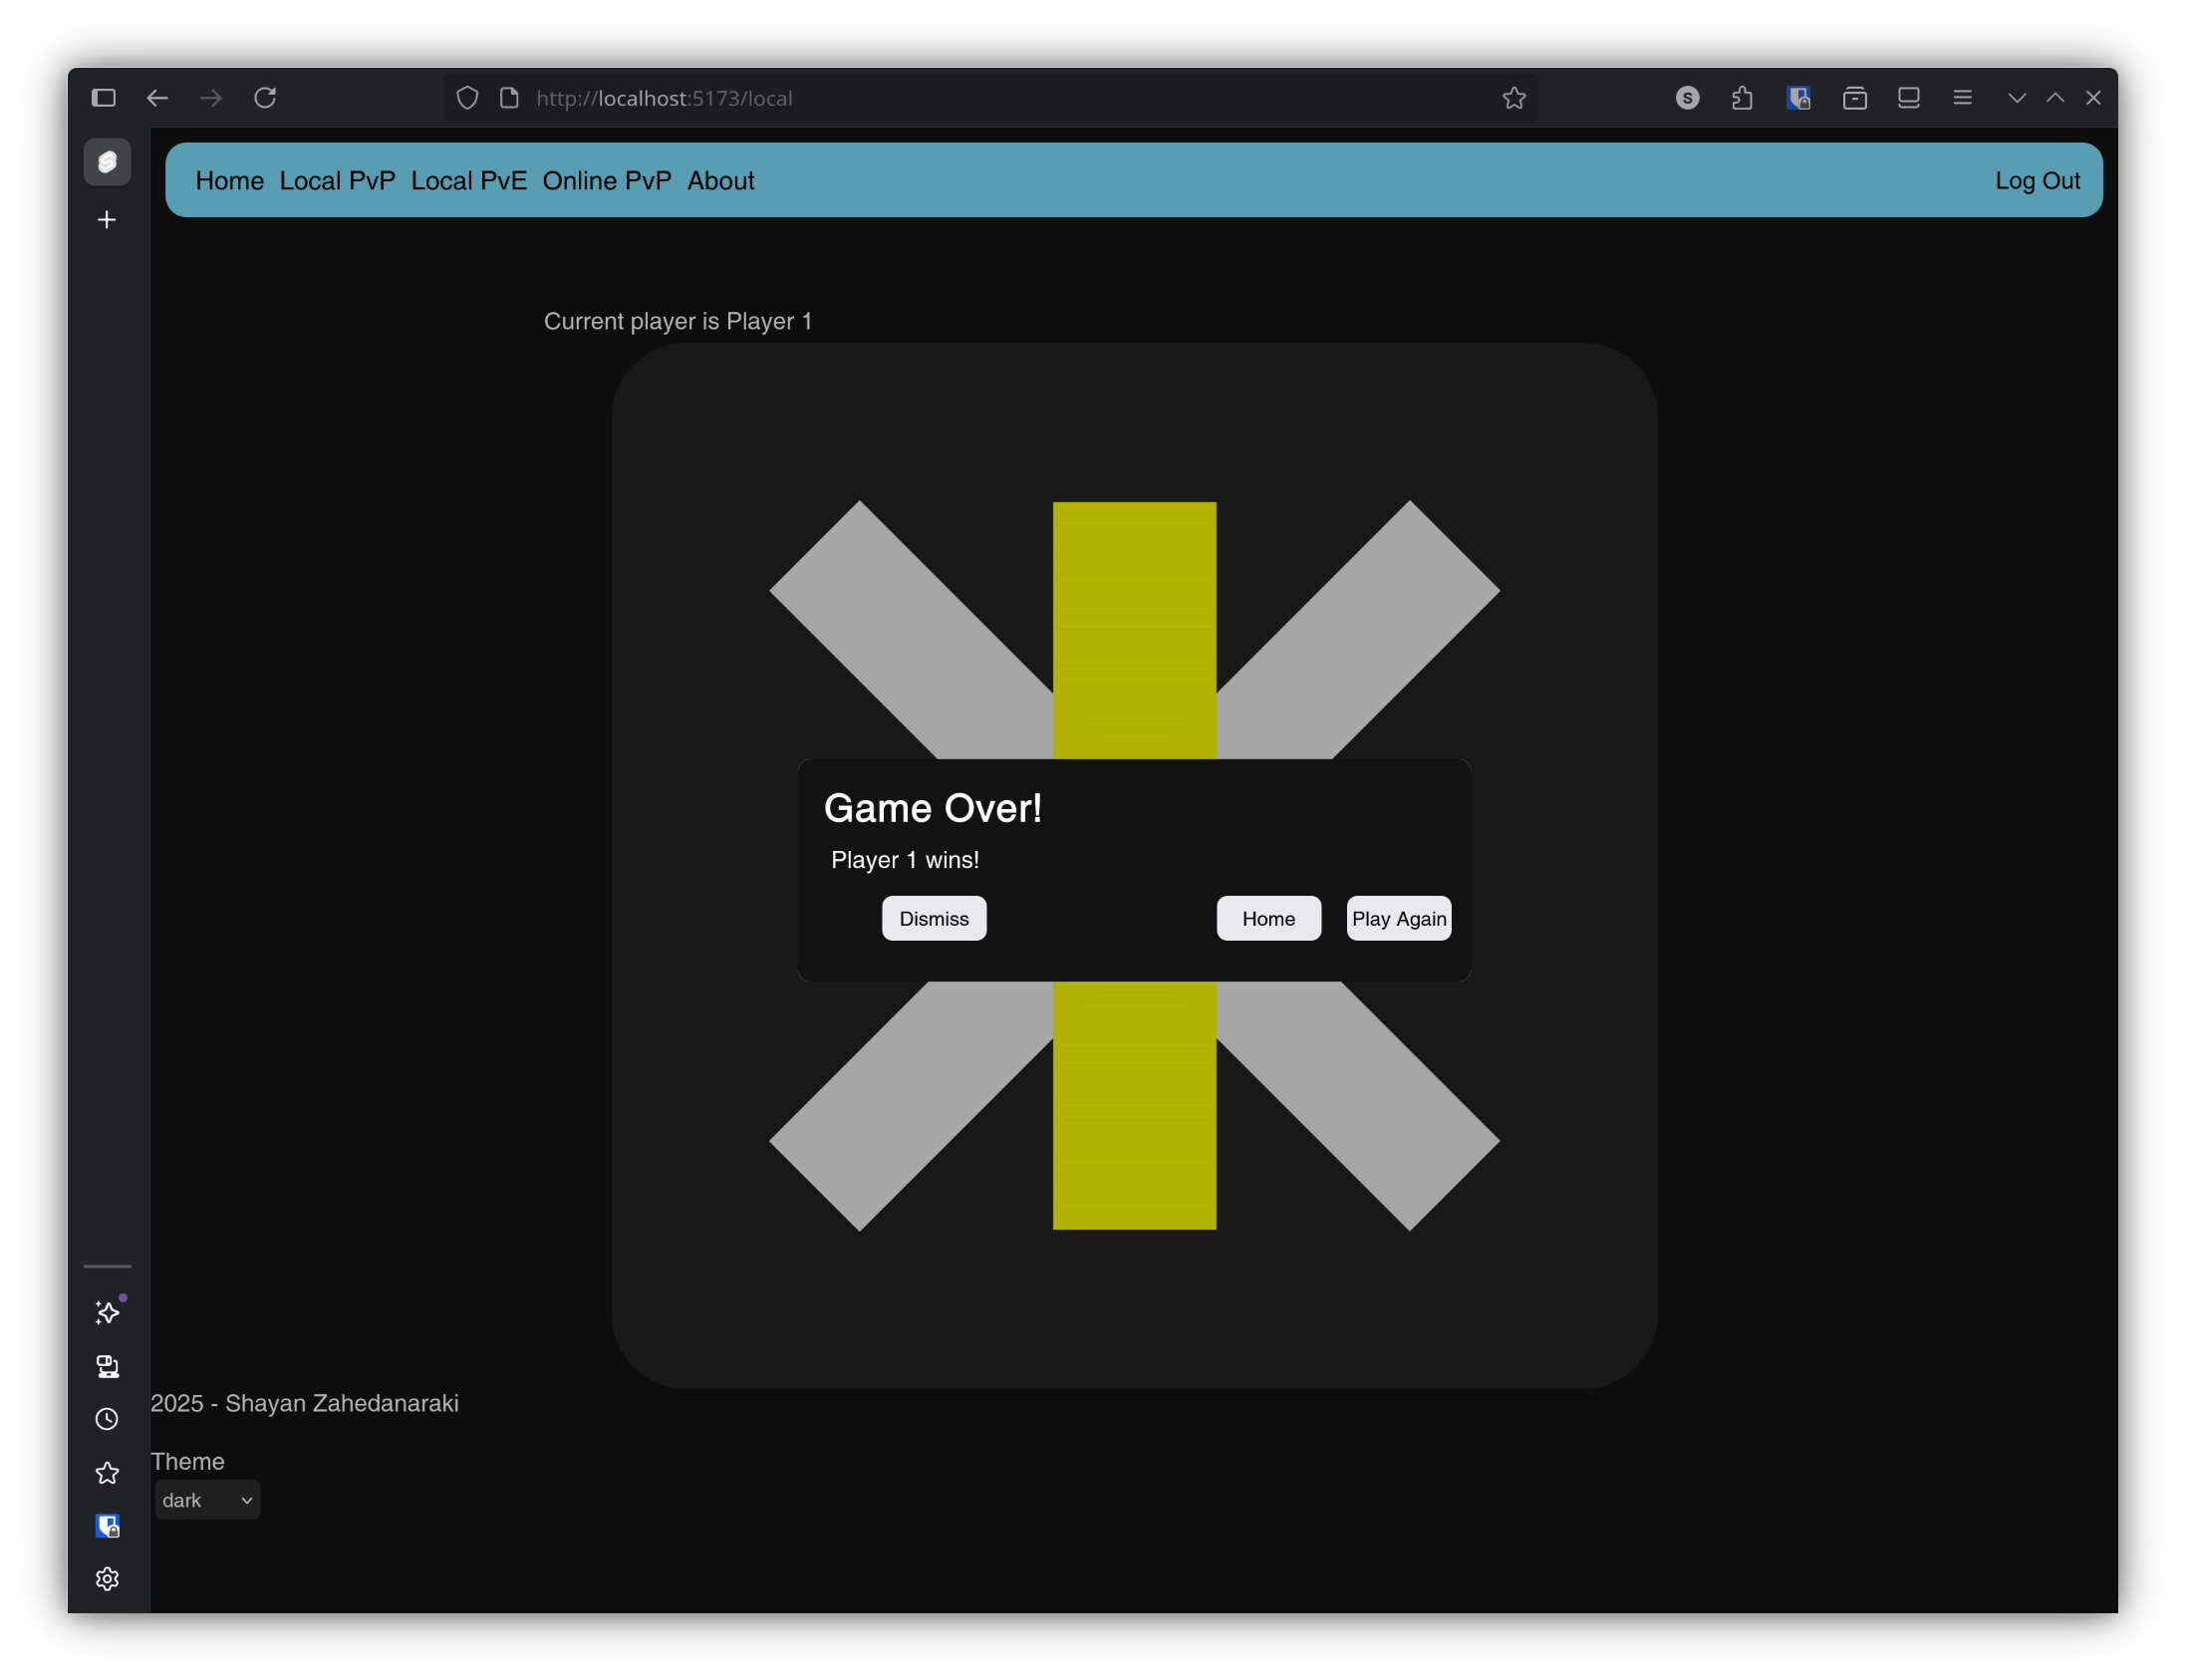 http://localhost:5173/local
S
Home Local PvP Local PvE Online PvP About Log Out
Current player is Player 1
Game Over!
Player 1 wins!
Dismiss Home Play Again
2025 - Shayan Zahedanaraki
Theme
dark